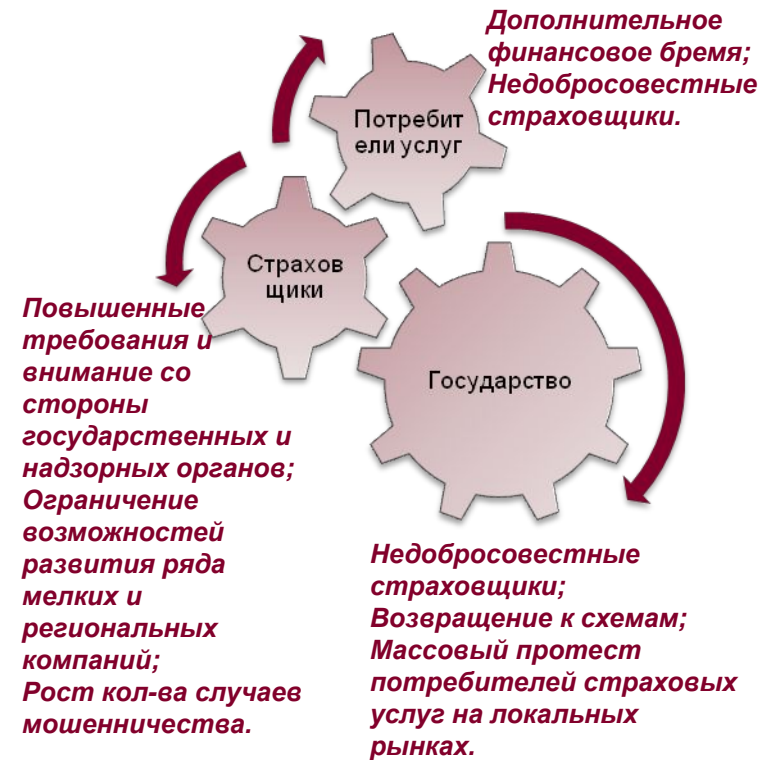 Дополнительное
финансовое бремя;
Недобросовестные
страховщики.
Потребит
ели услуг
Страхов
щики
Государство
Повышенные
требования и
внимание со
стороны
государственных и
надзорных органов;
Ограничение
возможностей
развития ряда
мелких и
региональных
компаний;
Рост кол-ва случаев
мошенничества.
Недобросовестные
страховщики;
Возвращение к схемам;
Массовый протест
потребителей страховых
услуг на локальных
рынках.